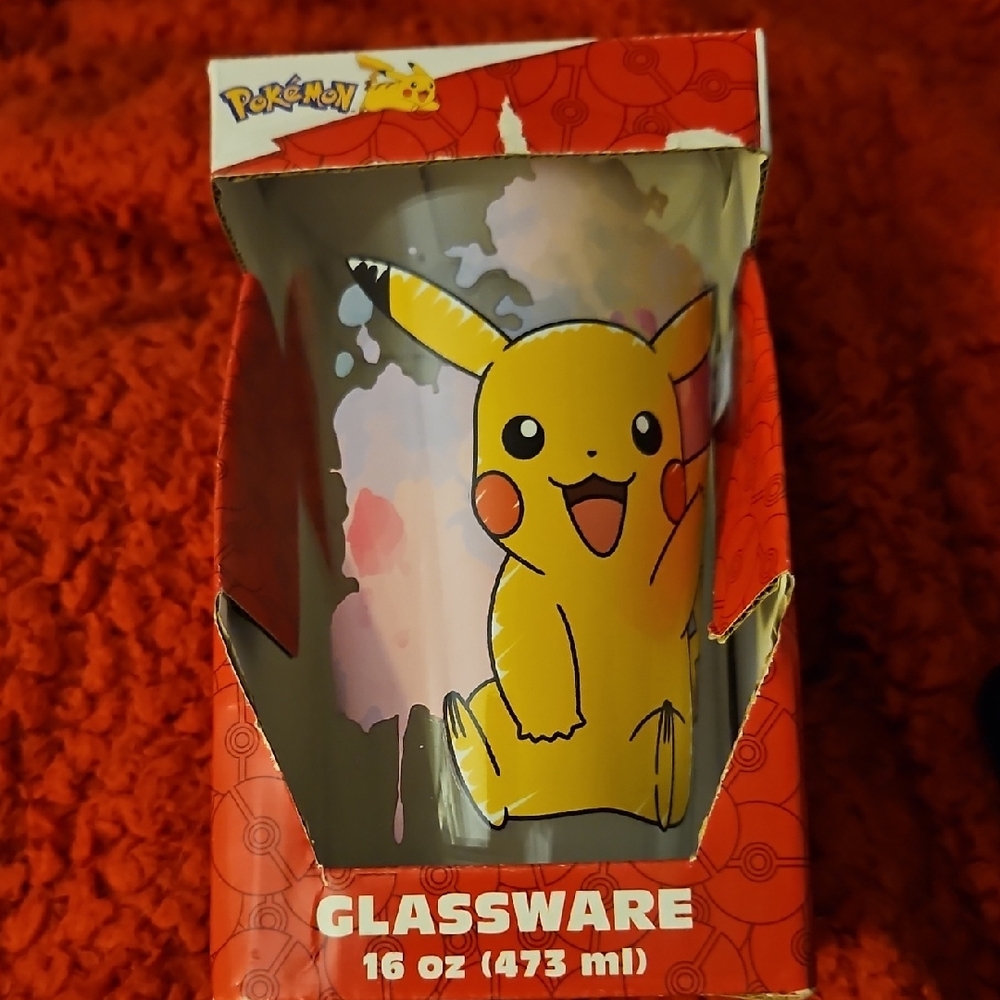 POKÉMON
GLASSWARE
16 oz (473 ml)